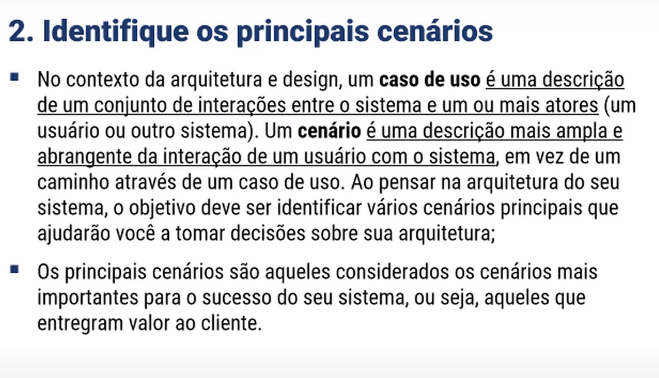 2. Identifique os principais cenários
▪ No contexto da arquitetura e design, um caso de uso é uma descrição
de um conjunto de interações entre o sistema e um ou mais atores (um
usuário ou outro sistema). Um cenário é uma descrição mais ampla e
abrangente da interação de um usuário com o sistema, em vez de um
caminho através de um caso de uso. Ao pensar na arquitetura do seu
sistema, o objetivo deve ser identificar vários cenários principais que
ajudarão você a tomar decisões sobre sua arquitetura;
▪ Os principais cenários são aqueles considerados os cenários mais
importantes para o sucesso do seu sistema, ou seja, aqueles que
entregram valor ao cliente.